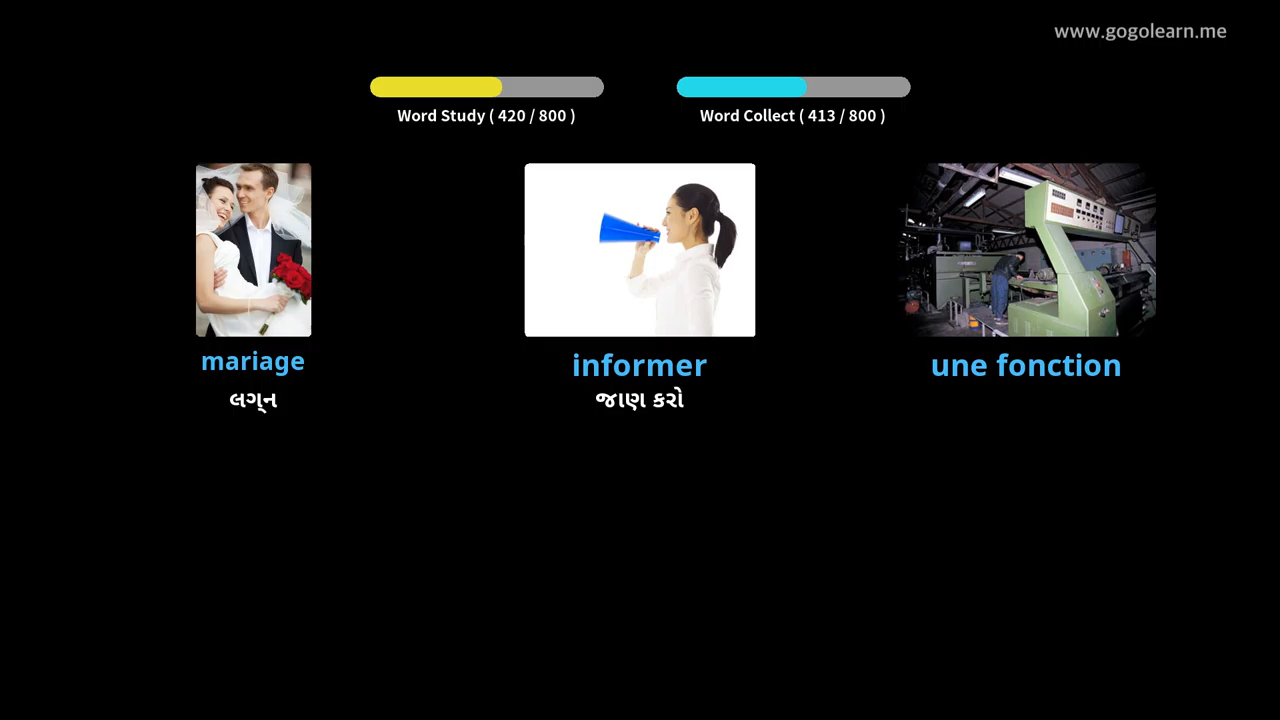 www.gogolearn.me
Word Study ( 420 / 800 )
Word Collect ( 413 / 800 )
mariage
લગ્ન
informer
જાણ કરો
une fonction